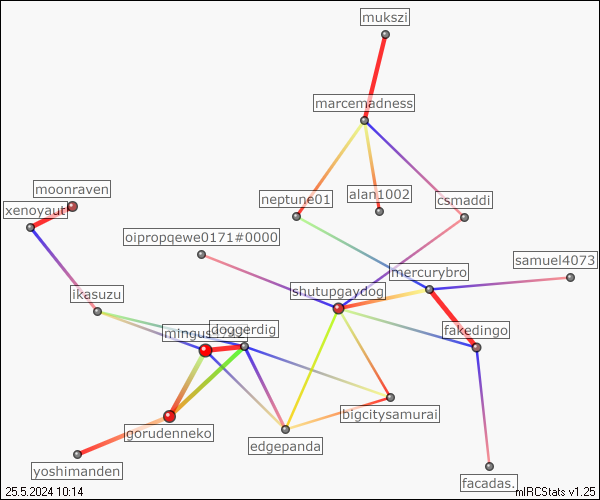 mukszi
marcemadness
moonraven
neptune01
alan1002
csmaddi
xenoyaut
oipropqewe0171#0000
samuel4073
mercurybro
ikasuzu
shutupgaydog
doggerdig
fakedingo
bigcitysamurai
gorudenneko
edgepanda
yoshimanden
facadas.
25.5.2024 10:14
mIRCStats v1.25